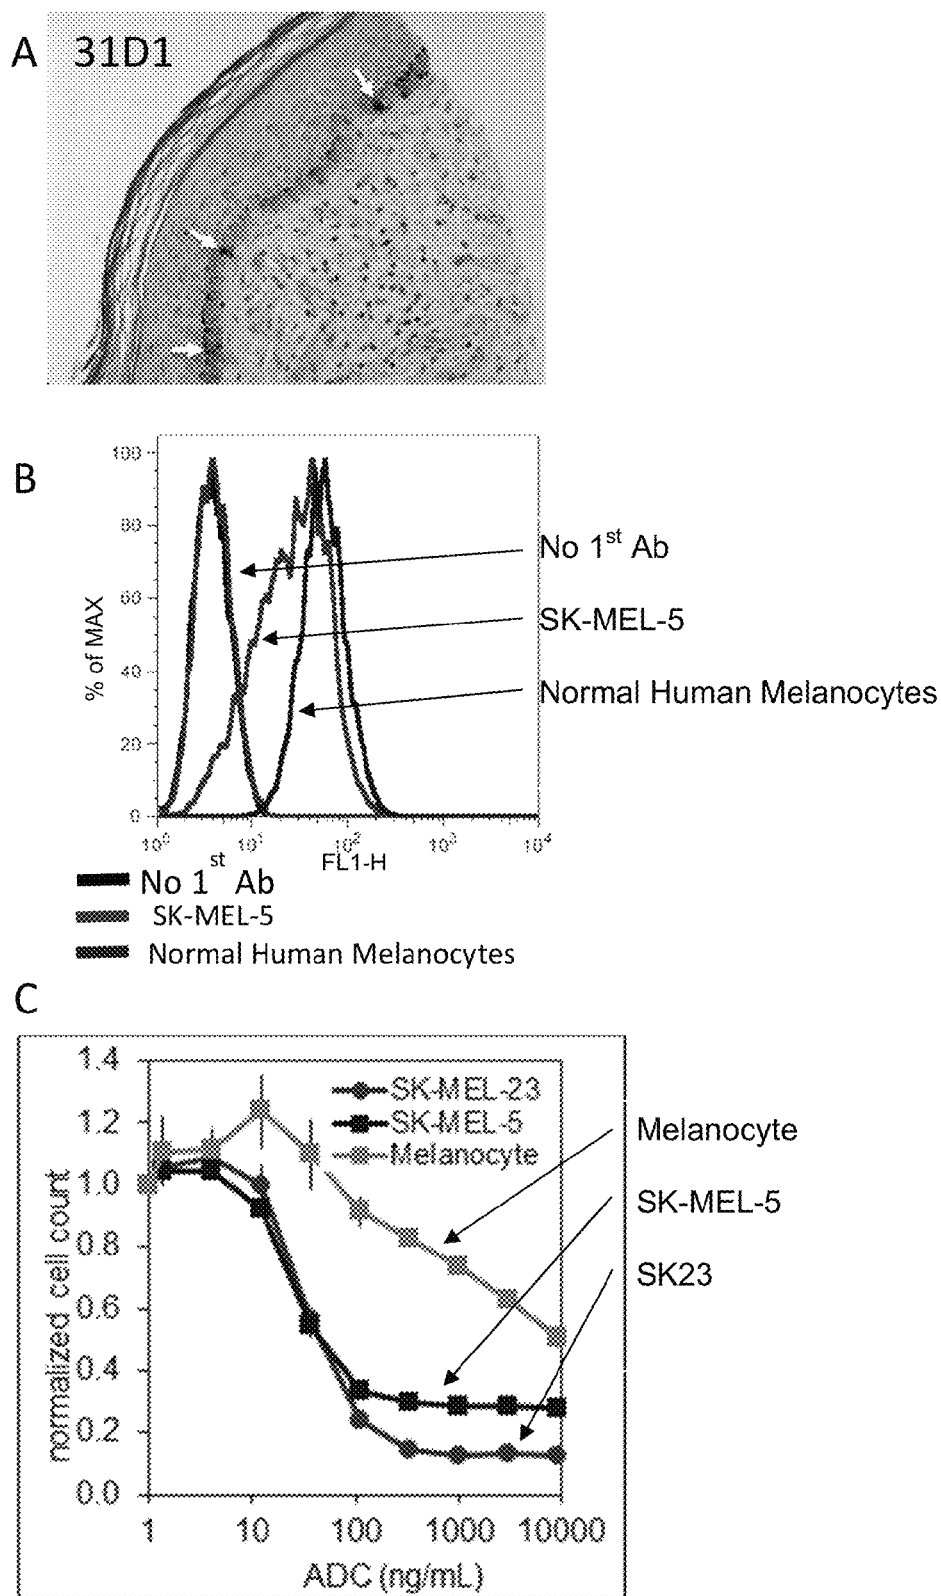 A 31D1
B
100
80
60
40
20
0
% of MAX
10⁰ 10¹ 10² 10³ 10⁴
FL1-H
No 1st Ab
SK-MEL-5
Normal Human Melanocytes
No 1st Ab
SK-MEL-5
Normal Human Melanocytes
C
1.4
1.2
1.0
0.8
0.6
0.4
0.2
0.0
normalized cell count
SK-MEL-23
SK-MEL-5
Melanocyte
Melanocyte
SK-MEL-5
SK23
1 10 100 1000 10000
ADC (ng/mL)